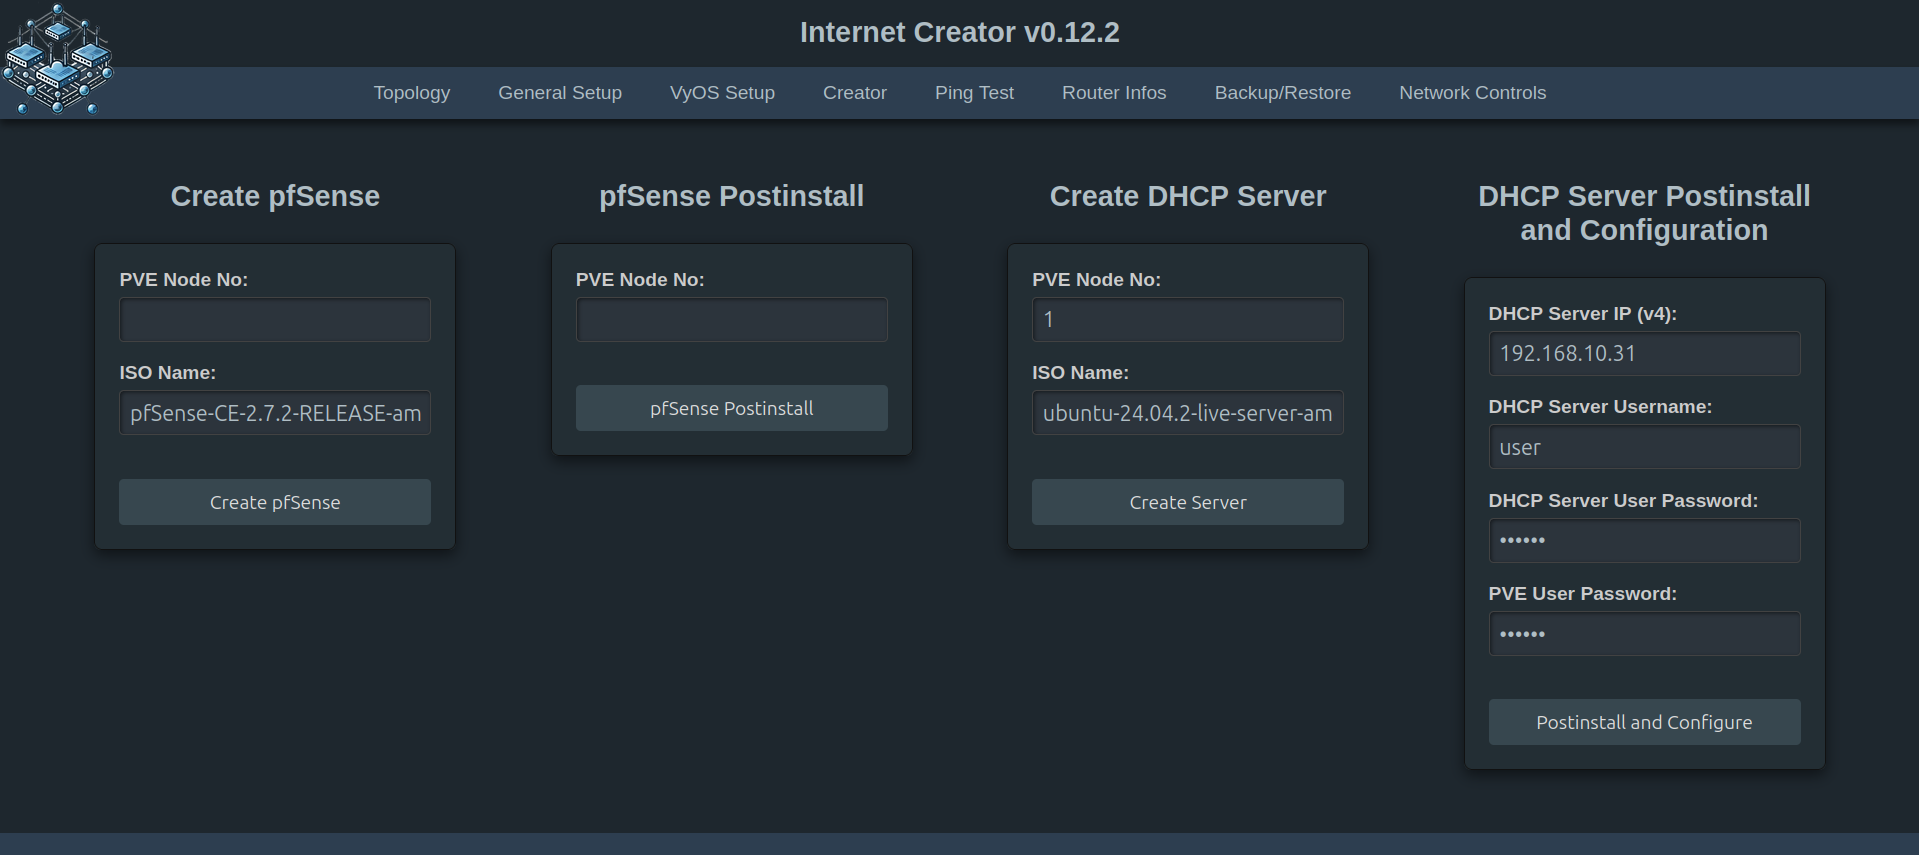 Internet Creator v0.12.2
Topology General Setup VyOS Setup Creator Ping Test Router Infos Backup/Restore Network Controls
Create pfSense
PVE Node No:
ISO Name:
pfSense-CE-2.7.2-RELEASE-am
Create pfSense
pfSense Postinstall
PVE Node No:
pfSense Postinstall
Create DHCP Server
PVE Node No:
1
ISO Name:
ubuntu-24.04.2-live-server-am
Create Server
DHCP Server Postinstall
and Configuration
DHCP Server IP (v4):
192.168.10.31
DHCP Server Username:
user
DHCP Server User Password:
••••••
PVE User Password:
••••••
Postinstall and Configure